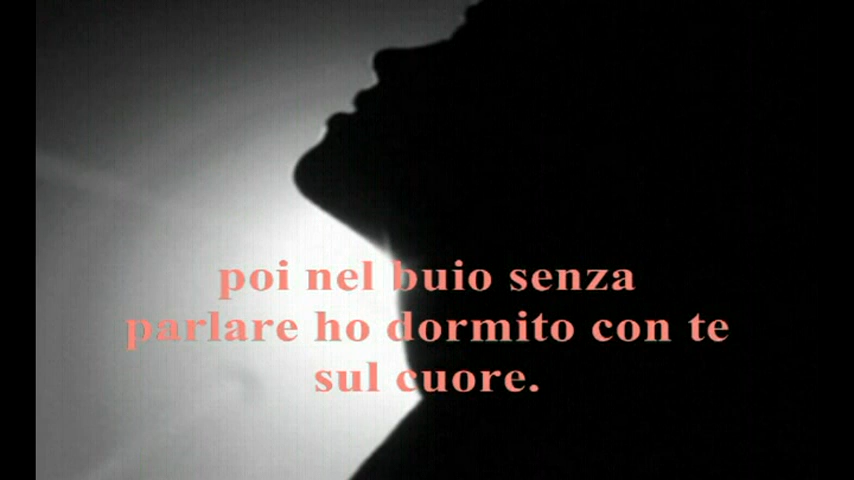 poi nel buio senza
parlare ho dormito con te
sul cuore.